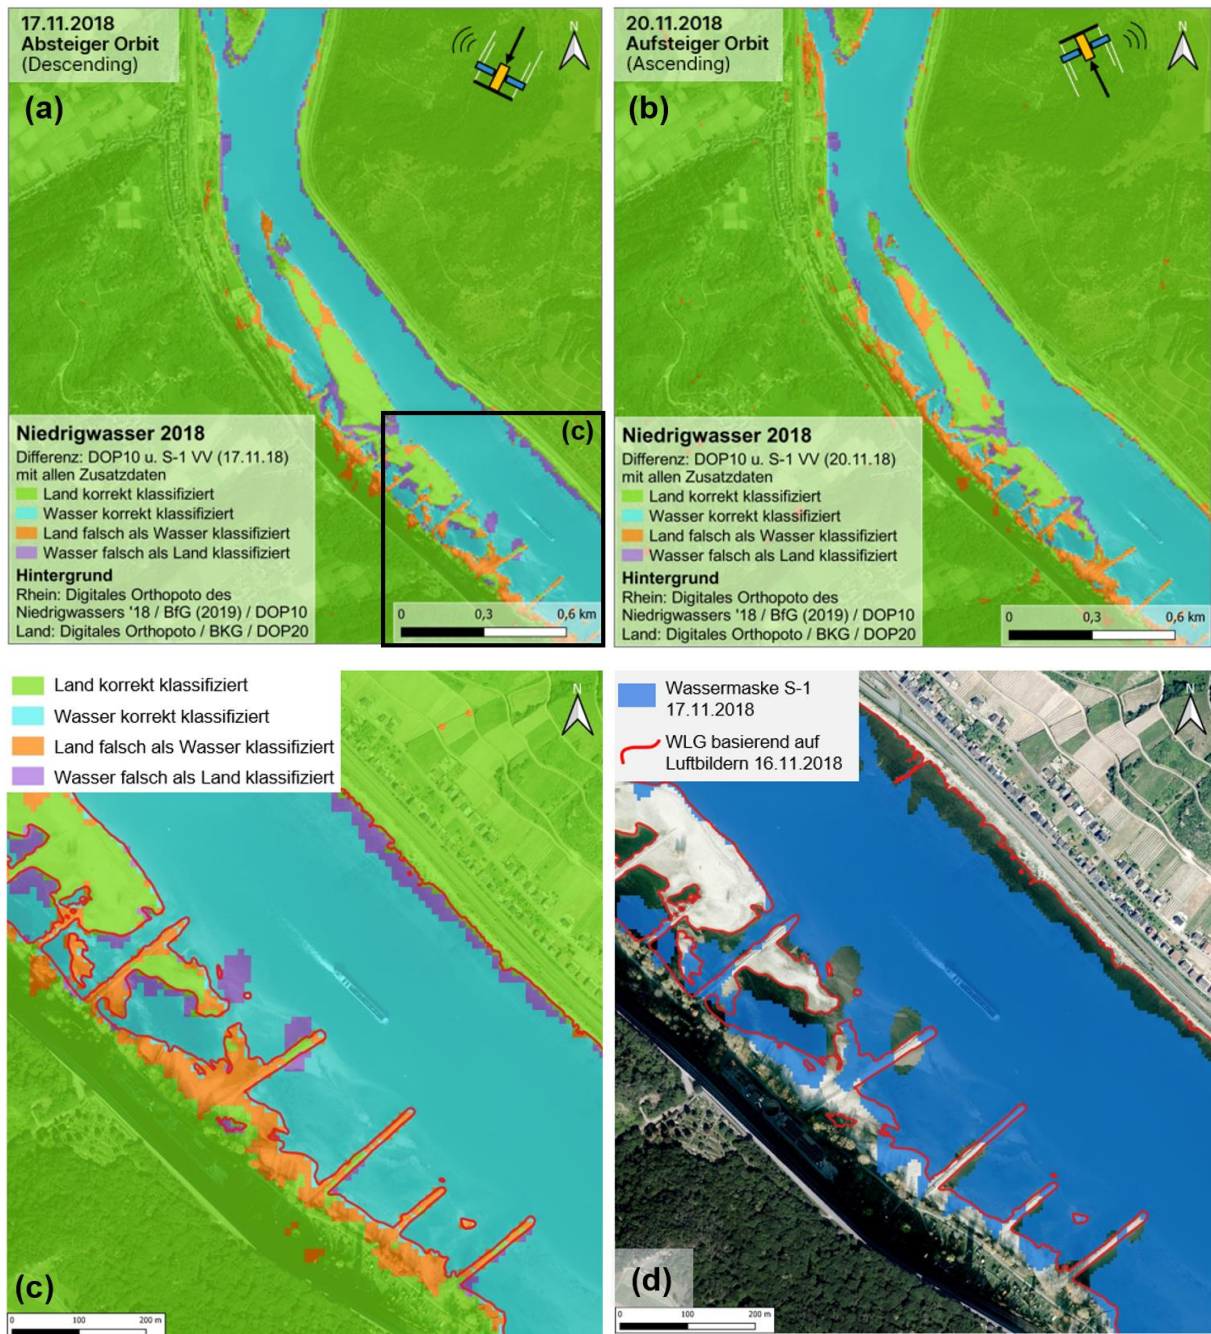 17.11.2018
Absteiger Orbit
(Descending)
N
(a)
(c)
Niedrigwasser 2018
Differenz: DOP10 u. S-1 VV (17.11.18)
mit allen Zusatzdaten
Land korrekt klassifiziert
Wasser korrekt klassifiziert
Land falsch als Wasser klassifiziert
Wasser falsch als Land klassifiziert
Hintergrund
Rhein: Digitales Orthopoto des
Niedrigwassers '18 / BfG (2019) / DOP10
Land: Digitales Orthopoto / BKG / DOP20
0 0,3 0,6 km
20.11.2018
Aufsteiger Orbit
(Ascending)
N
(b)
Niedrigwasser 2018
Differenz: DOP10 u. S-1 VV (20.11.18)
mit allen Zusatzdaten
Land korrekt klassifiziert
Wasser korrekt klassifiziert
Land falsch als Wasser klassifiziert
Wasser falsch als Land klassifiziert
Hintergrund
Rhein: Digitales Orthopoto des
Niedrigwassers '18 / BfG (2019) / DOP10
Land: Digitales Orthopoto / BKG / DOP20
0 0,3 0,6 km
Land korrekt klassifiziert
Wasser korrekt klassifiziert
Land falsch als Wasser klassifiziert
Wasser falsch als Land klassifiziert
N
(c)
0 100 200 m
Wassermaske S-1
17.11.2018
WLG basierend auf
Luftbildern 16.11.2018
N
(d)
0 100 200 m